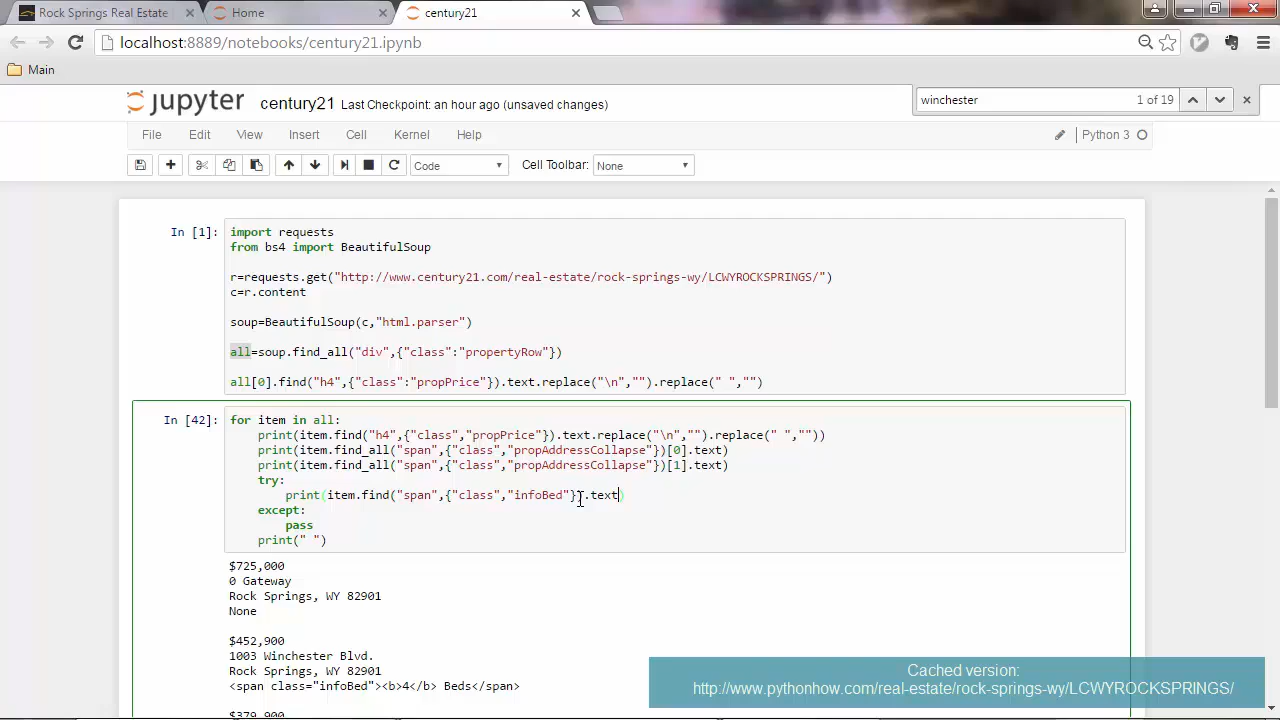 Rock Springs Real Estate
Home
century21
localhost:8889/notebooks/century21.ipynb
Main
winchester 1 of 19
jupyter century21 Last Checkpoint: an hour ago (unsaved changes)
File Edit View Insert Cell Kernel Help Python 3
Code Cell Toolbar: None
In [1]: import requests
from bs4 import BeautifulSoup
r=requests.get("http://www.century21.com/real-estate/rock-springs-wy/LCWYROCKSPRINGS/")
c=r.content
soup=BeautifulSoup(c,"html.parser")
all=soup.find_all("div",{"class":"propertyRow"})
all[0].find("h4",{"class":"propPrice"}).text.replace("\n","").replace(" ","")
In [42]: for item in all:
print(item.find("h4",{"class","propPrice"}).text.replace("\n","").replace(" ",""))
print(item.find_all("span",{"class","propAddressCollapse"})[0].text)
print(item.find_all("span",{"class","propAddressCollapse"})[1].text)
try:
print(item.find("span",{"class","infoBed"}).text)
except:
pass
print(" ")
$725,000
0 Gateway
Rock Springs, WY 82901
None
$452,900
1003 Winchester Blvd.
Rock Springs, WY 82901
<span class="infoBed"><b>4</b> Beds</span>
$379,900
Cached version:
http://www.pythonhow.com/real-estate/rock-springs-wy/LCWYROCKSPRINGS/